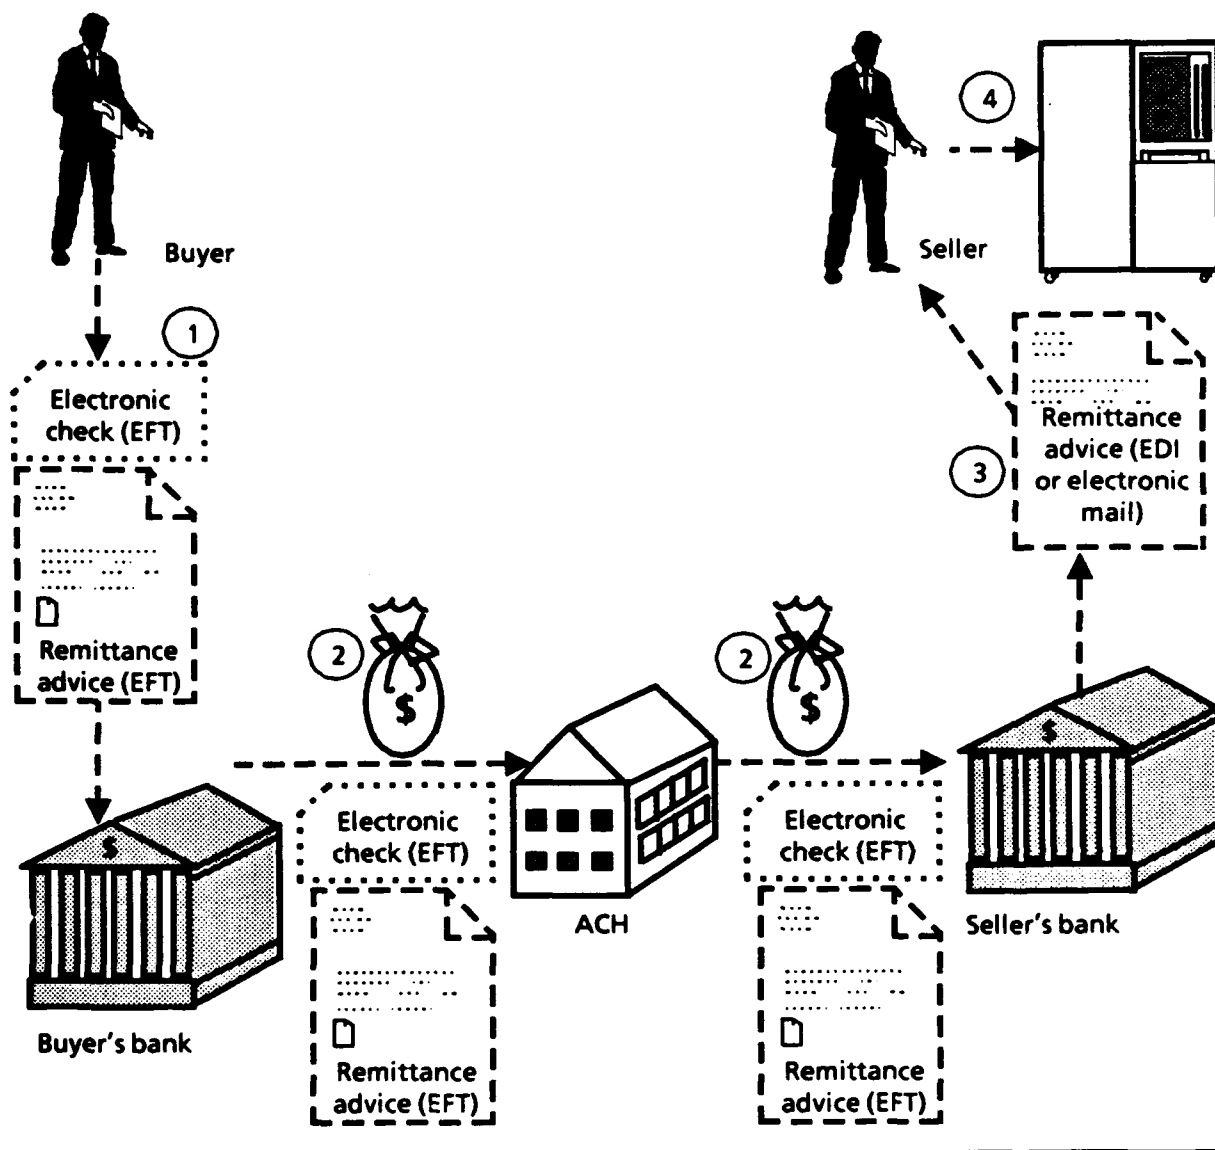 Buyer
1
Electronic
check (EFT)
Remittance
advice (EFT)
$
Buyer's bank
2
$
Electronic
check (EFT)
Remittance
advice (EFT)
ACH
2
$
Electronic
check (EFT)
Remittance
advice (EFT)
$
Seller's bank
3
Remittance
advice (EDI
or electronic
mail)
Seller
4